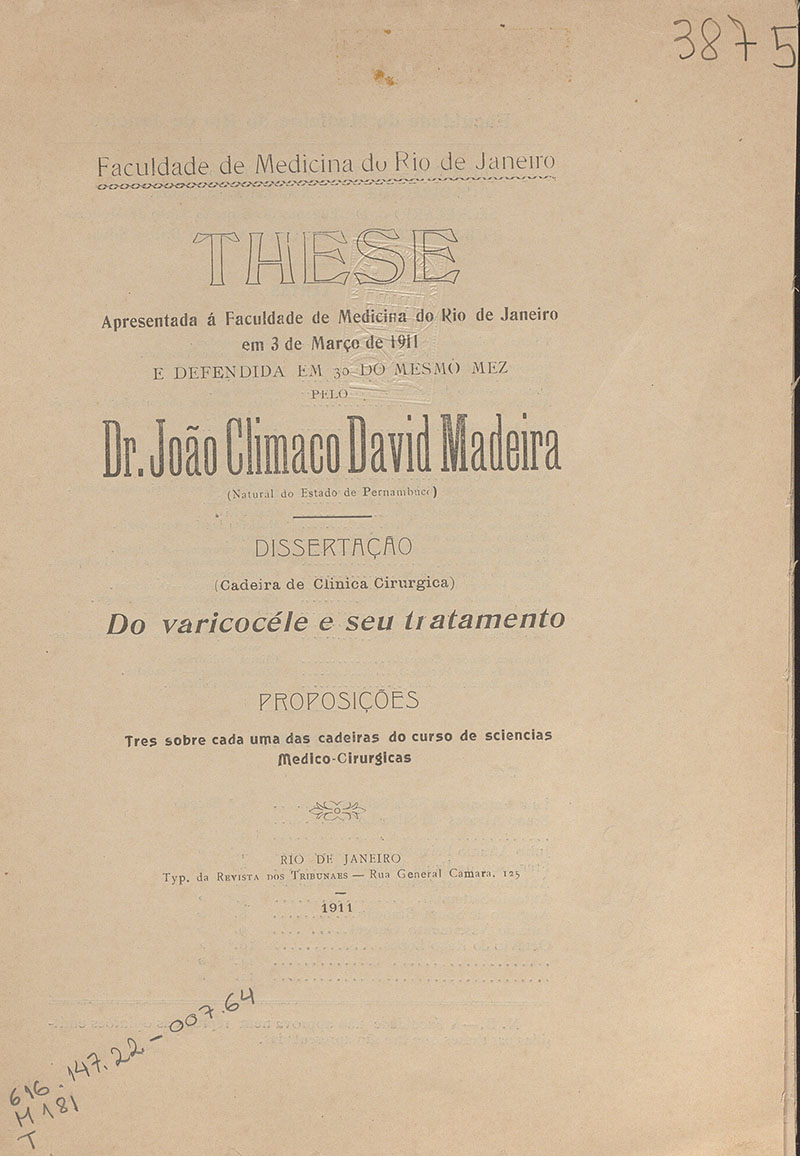 3875
Faculdade de Medicina do Rio de Janeiro
THESE
Apresentada á Faculdade de Medicina do Rio de Janeiro
em 3 de Março de 1911
E DEFENDIDA EM 30 DO MESMO MEZ
PELO
Dr. João Climaco David Madeira
(Natural do Estado de Pernambuco)
DISSERTAÇÃO
(Cadeira de Clinica Cirurgica)
Do varicocéle e seu tratamento
PROPOSIÇÕES
Tres sobre cada uma das cadeiras do curso de sciencias
Medico-Cirurgicas
RIO DE JANEIRO
Typ. da REVISTA DOS TRIBUNAES — Rua General Camara, 125
1911
616.147.22-007.64
M181
T